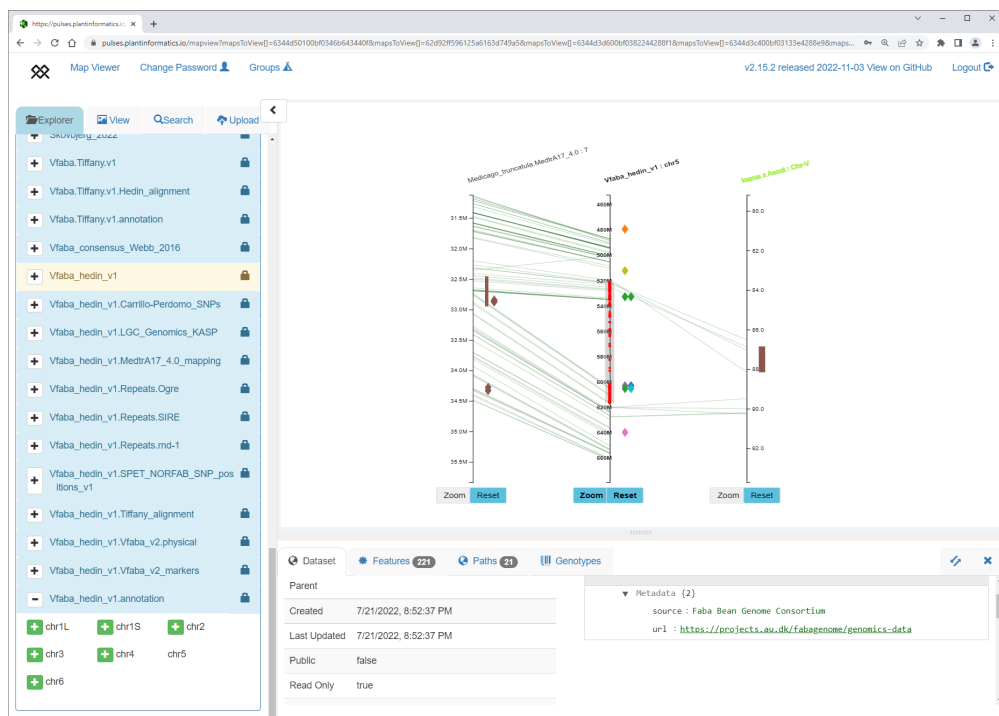 https://pulses.plantinformatics.io
pulses.plantinformatics.io/mapview?mapsToView[]=6344d50100bf0346b643440f8&mapsToView[]=62d92ff596125a6163d749a5&mapsToView[]=6344d3d600bf0382244288f1&mapsToView[]=6344d3c400bf03133e4288e9&maps...
Map Viewer Change Password Groups v2.15.2 released 2022-11-03 View on GitHub Logout
Explorer View Search Upload
Skovbjerg_2022
Vfaba.Tiffany.v1
Vfaba.Tiffany.v1.Hedin_alignment
Vfaba.Tiffany.v1.annotation
Vfaba_consensus_Webb_2016
Vfaba_hedin_v1
Vfaba_hedin_v1.Carrillo-Perdomo_SNPs
Vfaba_hedin_v1.LGC_Genomics_KASP
Vfaba_hedin_v1.MedtrA17_4.0_mapping
Vfaba_hedin_v1.Repeats.Ogre
Vfaba_hedin_v1.Repeats.SIRE
Vfaba_hedin_v1.Repeats.rnd-1
Vfaba_hedin_v1.SPET_NORFAB_SNP_pos
itions_v1
Vfaba_hedin_v1.Tiffany_alignment
Vfaba_hedin_v1.Vfaba_v2.physical
Vfaba_hedin_v1.Vfaba_v2_markers
Vfaba_hedin_v1.annotation
chr1L chr1S chr2
chr3 chr4 chr5
chr6
Medicago_truncatula.MedtrA17_4.0 : 7
Vfaba_hedin_v1 : chr5
Icarus x Ascot : Chr-V
31.5M
32.0M
32.5M
33.0M
33.5M
34.0M
34.5M
35.0M
35.5M
460M
480M
500M
520M
540M
560M
580M
600M
620M
640M
660M
80.0
82.0
84.0
86.0
88.0
90.0
92.0
Zoom Reset Zoom Reset Zoom Reset
Dataset Features 221 Paths 21 Genotypes
Parent
Created 7/21/2022, 8:52:37 PM
Last Updated 7/21/2022, 8:52:37 PM
Public false
Read Only true
Metadata {2}
source : Faba Bean Genome Consortium
url : https://projects.au.dk/fabagenome/genomics-data